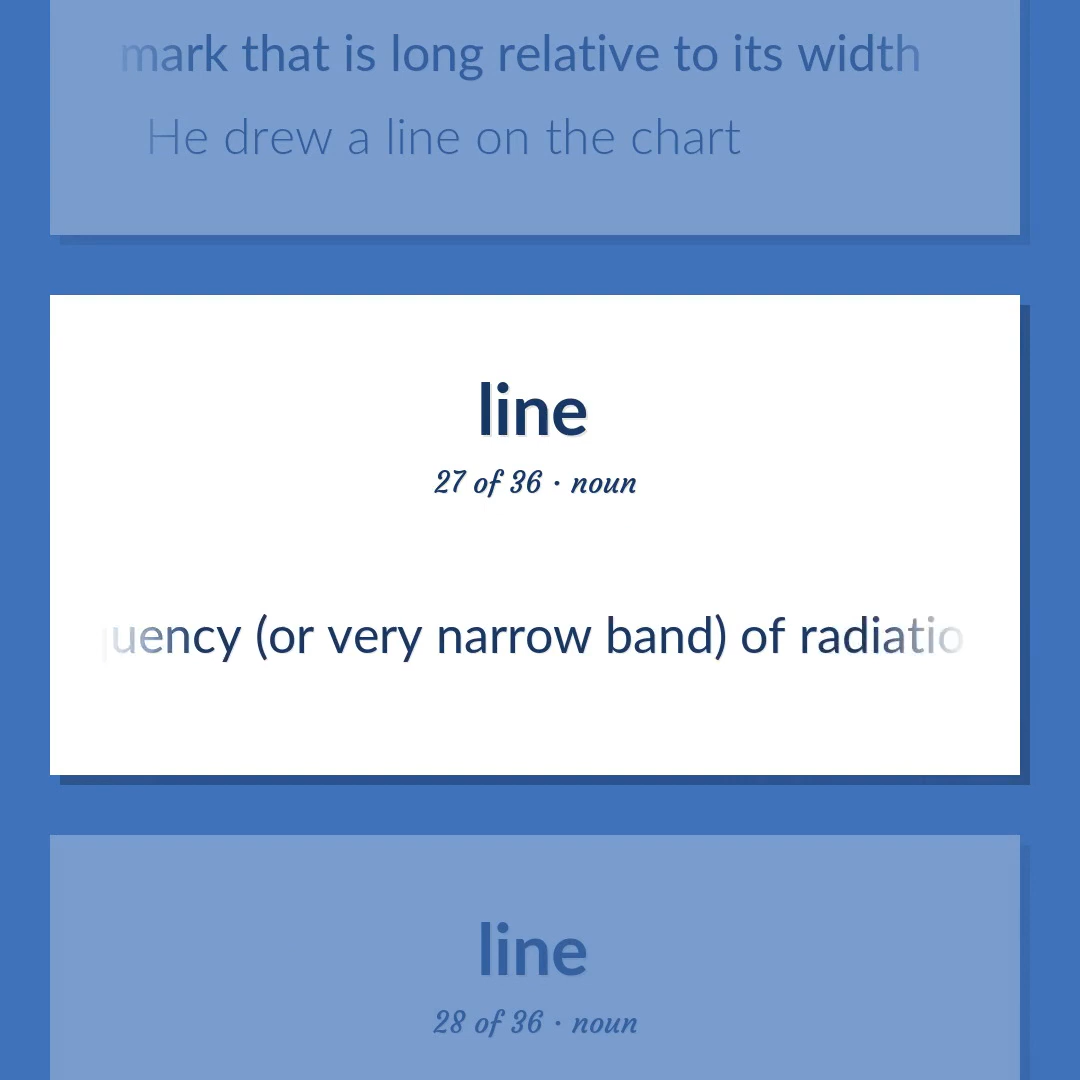 mark that is long relative to its width
He drew a line on the chart
line
27 of 36 · noun
uency (or very narrow band) of radiatio
line
28 of 36 · noun